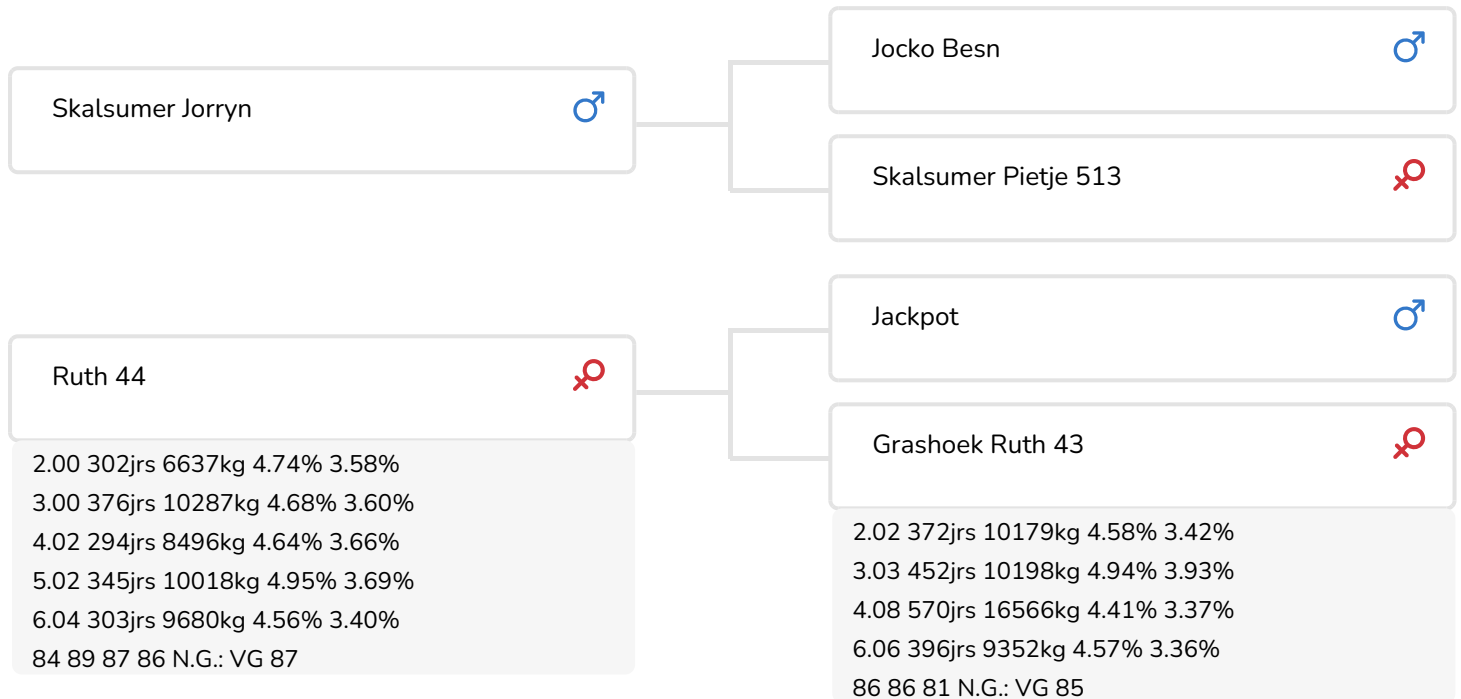 Skalsumer Jorryn
Jocko Besn
Skalsumer Pietje 513
Ruth 44
2.00 302jrs 6637kg 4.74% 3.58%
3.00 376jrs 10287kg 4.68% 3.60%
4.02 294jrs 8496kg 4.64% 3.66%
5.02 345jrs 10018kg 4.95% 3.69%
6.04 303jrs 9680kg 4.56% 3.40%
84 89 87 86 N.G.: VG 87
Jackpot
Grashoek Ruth 43
2.02 372jrs 10179kg 4.58% 3.42%
3.03 452jrs 10198kg 4.94% 3.93%
4.08 570jrs 16566kg 4.41% 3.37%
6.06 396jrs 9352kg 4.57% 3.36%
86 86 81 N.G.: VG 85